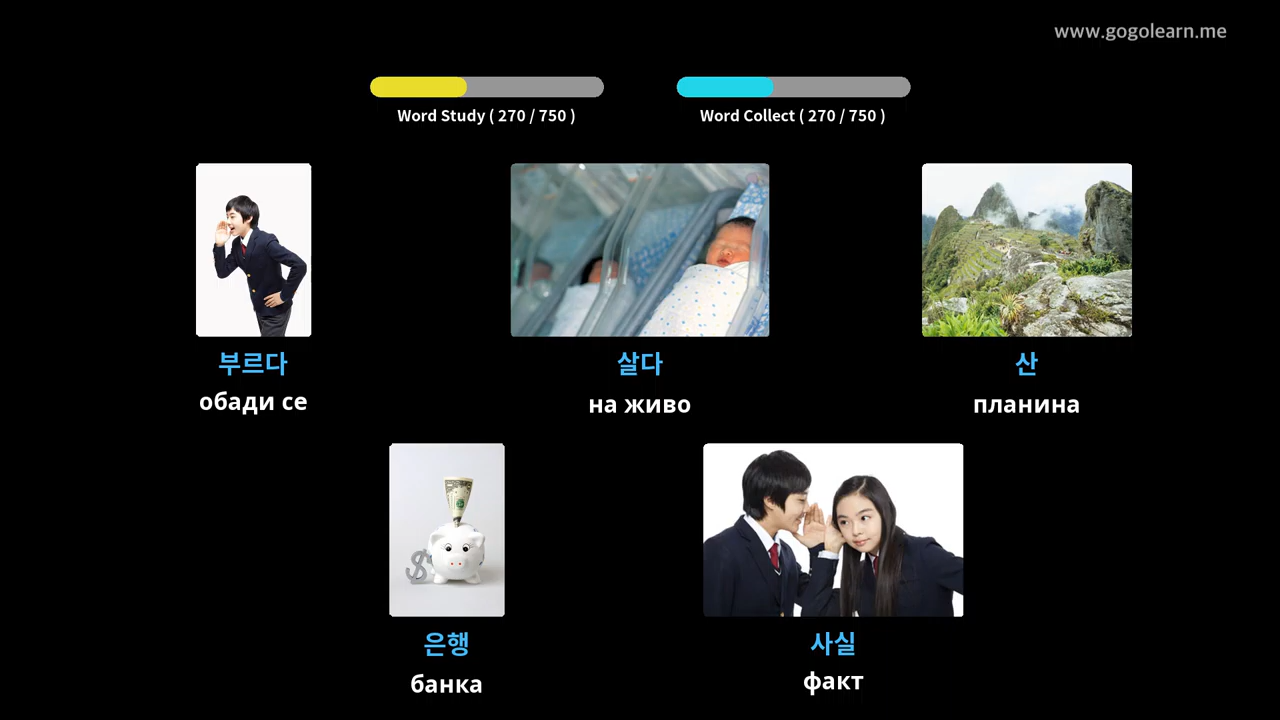 www.gogolearn.me
Word Study ( 270 / 750 )
Word Collect ( 270 / 750 )
부르다
обади се
살다
на живо
산
планина
은행
банка
사실
факт